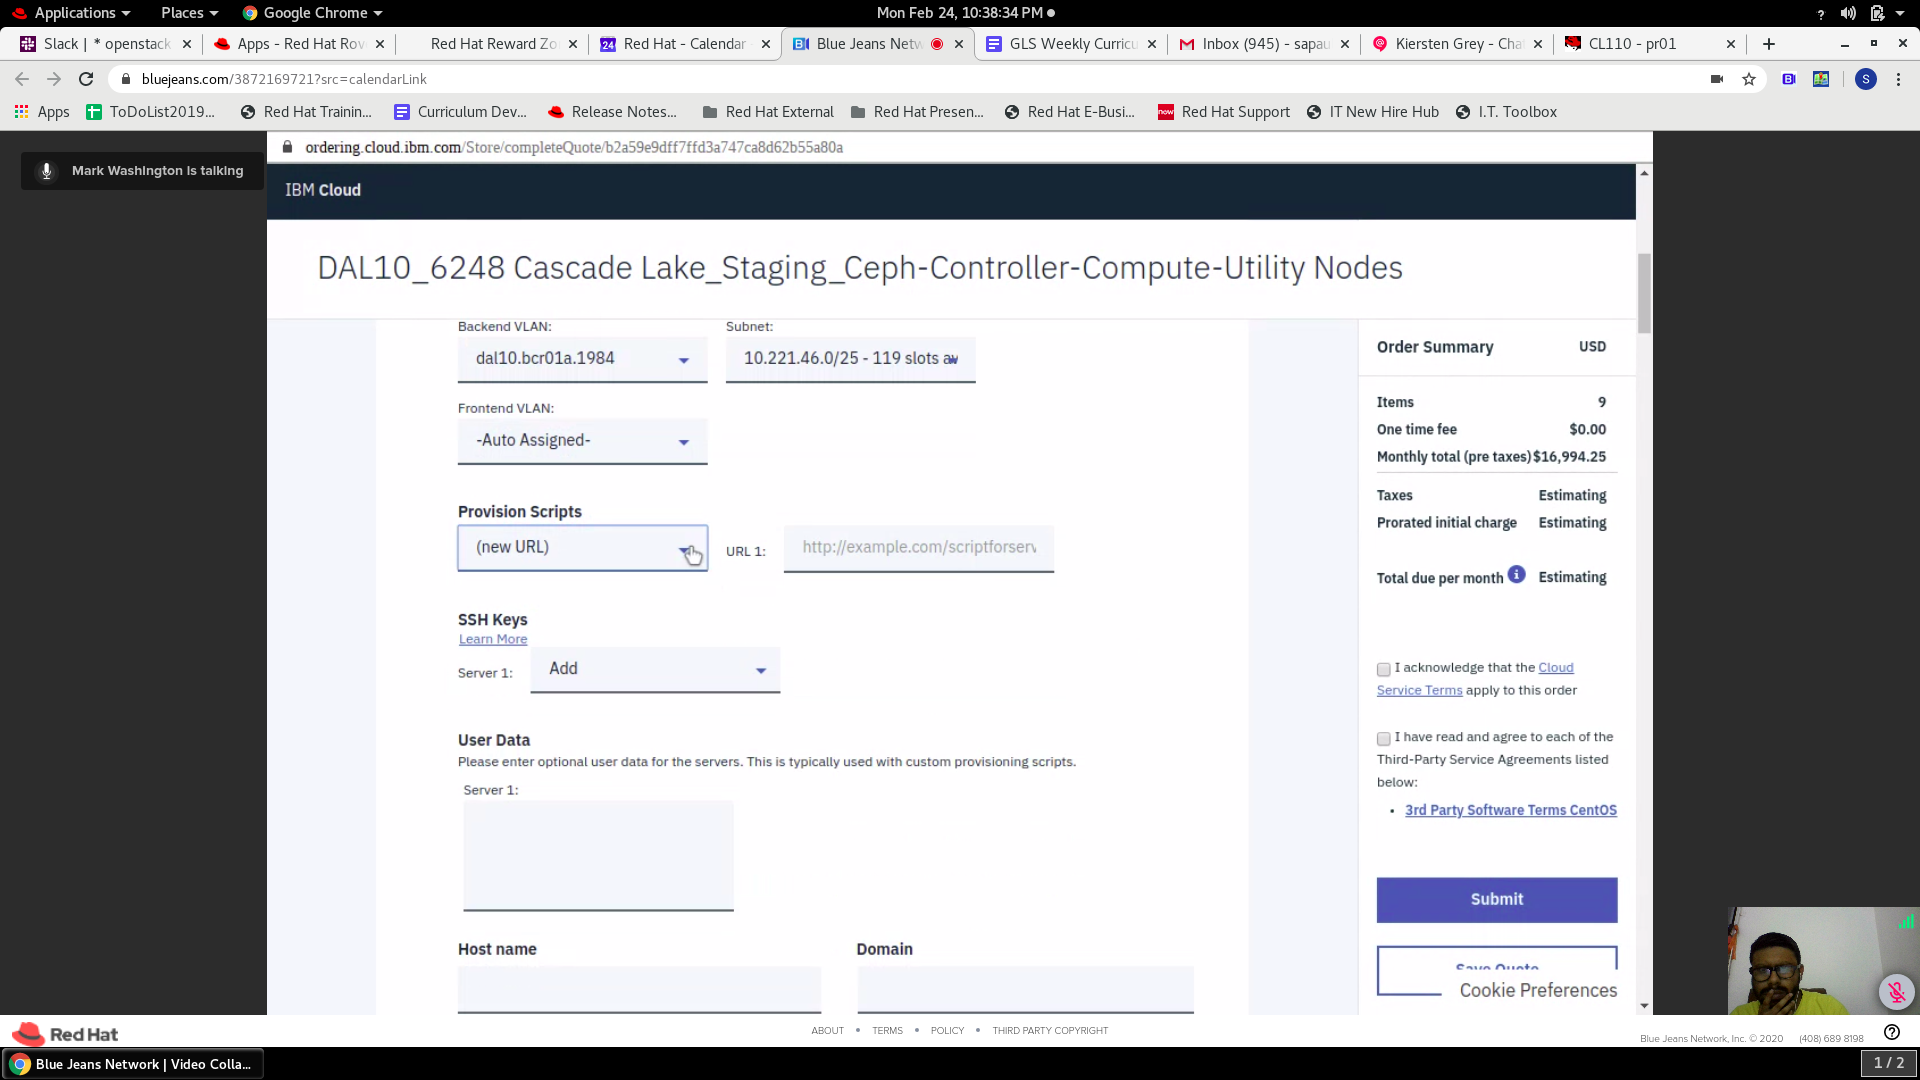 Applications Places Google Chrome Mon Feb 24, 10:38:34 PM
Slack | * openstack Apps - Red Hat Rov Red Hat Reward Zo Red Hat - Calendar Blue Jeans Netw GLS Weekly Curricu Inbox (945) - sapau Kiersten Grey - Cha CL110 - pr01
bluejeans.com/3872169721?src=calendarLink S
Apps ToDoList2019... Red Hat Trainin... Curriculum Dev... Release Notes... Red Hat External Red Hat Presen... Red Hat E-Busi... Red Hat Support IT New Hire Hub I.T. Toolbox
ordering.cloud.ibm.com/Store/completeQuote/b2a59e9dff7ffd3a747ca8d62b55a80a
Mark Washington is talking
IBM Cloud
DAL10_6248 Cascade Lake_Staging_Ceph-Controller-Compute-Utility Nodes
Backend VLAN: Subnet:
dal10.bcr01a.1984 10.221.46.0/25 - 119 slots av
Frontend VLAN:
-Auto Assigned-
Provision Scripts
(new URL) URL 1: http://example.com/scriptforserv
SSH Keys
Learn More
Server 1: Add
User Data
Please enter optional user data for the servers. This is typically used with custom provisioning scripts.
Server 1:
Host name Domain
Order Summary USD
Items 9
One time fee $0.00
Monthly total (pre taxes) $16,994.25
Taxes Estimating
Prorated initial charge Estimating
Total due per month Estimating
I acknowledge that the Cloud
Service Terms apply to this order
I have read and agree to each of the
Third-Party Service Agreements listed
below:
• 3rd Party Software Terms CentOS
Submit
Save Quote
Cookie Preferences
Red Hat
ABOUT • TERMS • POLICY • THIRD PARTY COPYRIGHT
Blue Jeans Network, Inc. © 2020 (408) 689 8198
Blue Jeans Network | Video Colla...
1 / 2